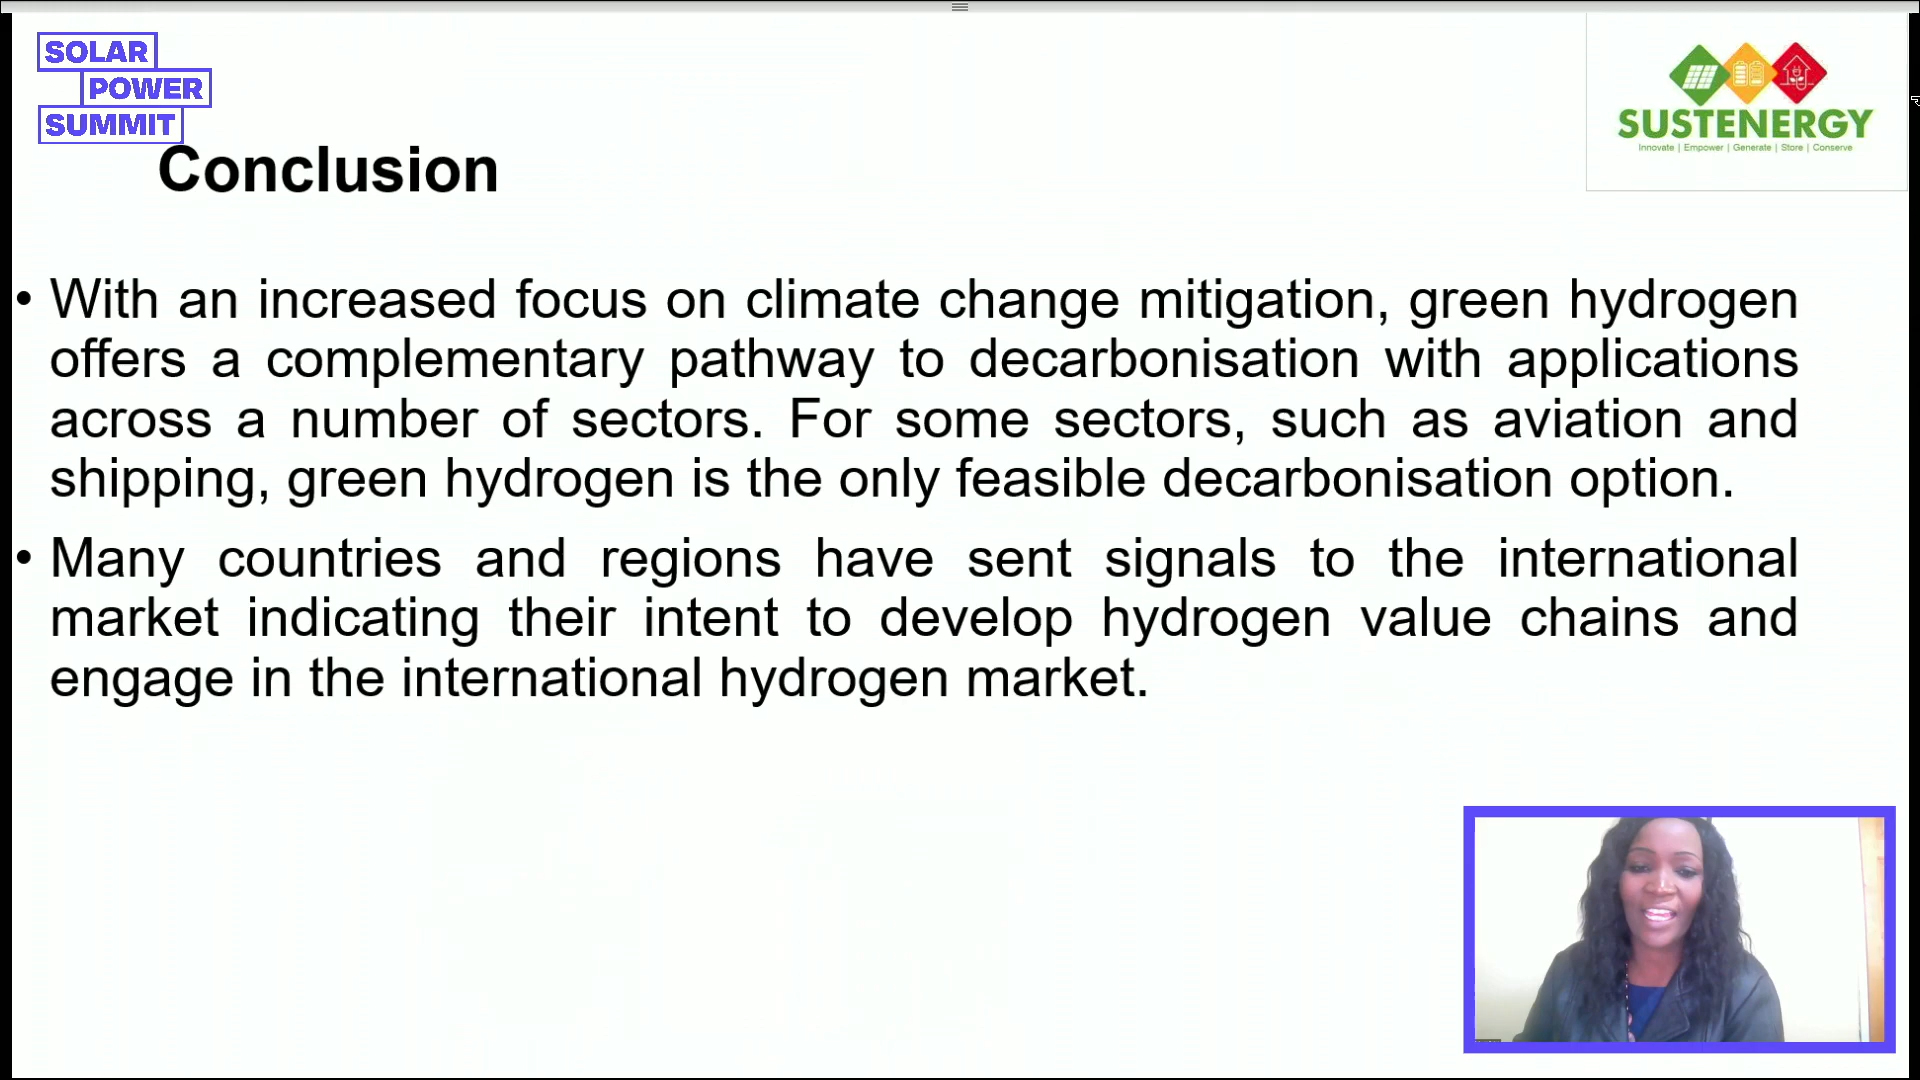 SOLAR
POWER
SUMMIT
SUSTENERGY
Innovate | Empower | Generate | Store | Conserve
Conclusion
• With an increased focus on climate change mitigation, green hydrogen
offers a complementary pathway to decarbonisation with applications
across a number of sectors. For some sectors, such as aviation and
shipping, green hydrogen is the only feasible decarbonisation option.
• Many countries and regions have sent signals to the international
market indicating their intent to develop hydrogen value chains and
engage in the international hydrogen market.